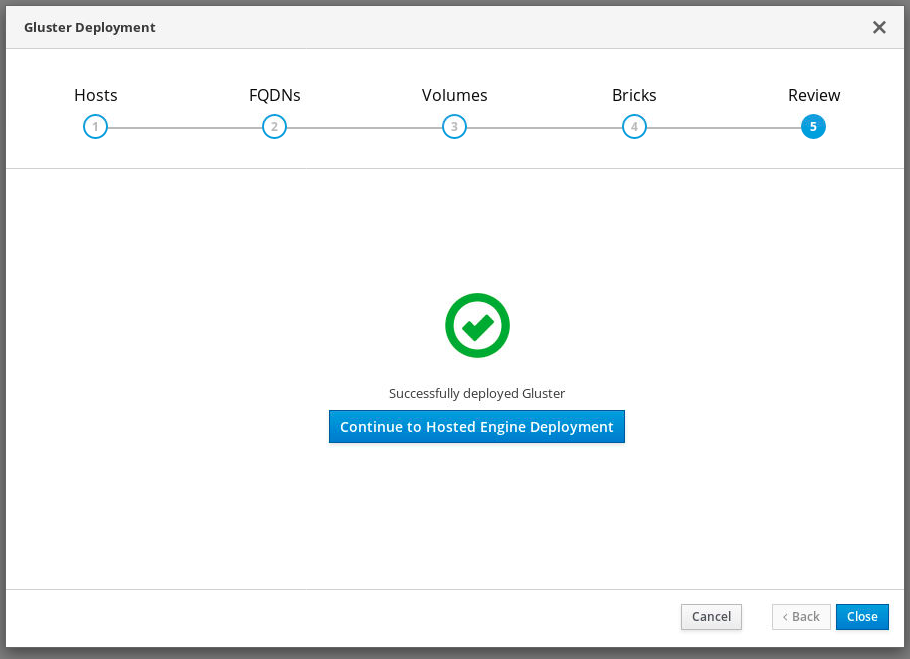 Gluster Deployment
Hosts FQDNs Volumes Bricks Review
1 2 3 4 5
Successfully deployed Gluster
Continue to Hosted Engine Deployment
Cancel < Back Close